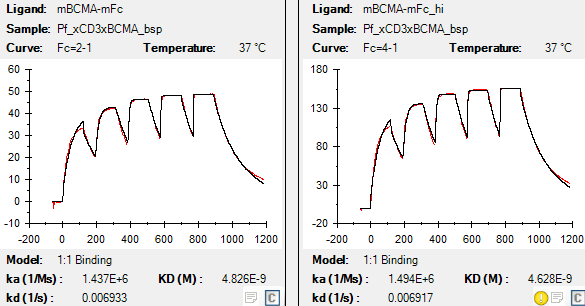 Ligand: mBCMA-mFc
Sample: Pf_xCD3xBCMA_bsp
Curve: Fc=2-1 Temperature: 37 °C
60
50
40
30
20
10
0
-10
-200 0 200 400 600 800 1000 1200
Model: 1:1 Binding
ka (1/Ms) : 1.437E+6 KD (M) : 4.826E-9
kd (1/s) : 0.006933
C
Ligand: mBCMA-mFc_hi
Sample: Pf_xCD3xBCMA_bsp
Curve: Fc=4-1 Temperature: 37 °C
180
130
80
30
-20
-200 0 200 400 600 800 1000 1200
Model: 1:1 Binding
ka (1/Ms) : 1.494E+6 KD (M) : 4.628E-9
kd (1/s) : 0.006917
C